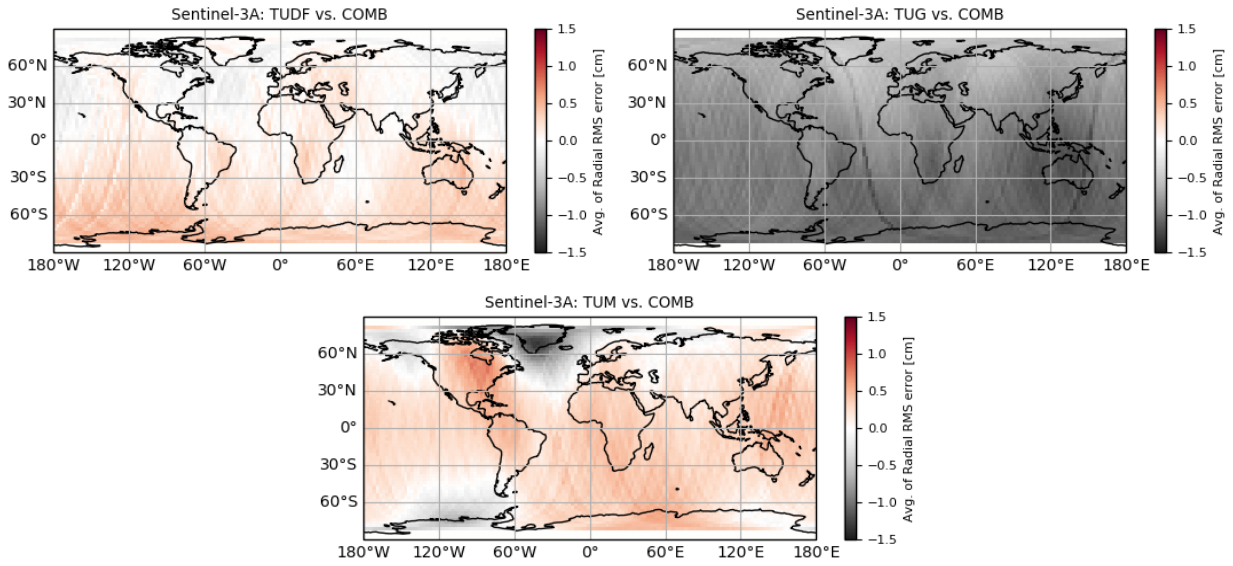 Sentinel-3A: TUDF vs. COMB
60°N
30°N
0°
30°S
60°S
180°W 120°W 60°W 0° 60°E 120°E 180°E
1.5
1.0
0.5
0.0
−0.5
−1.0
−1.5
Avg. of Radial RMS error [cm]
Sentinel-3A: TUG vs. COMB
60°N
30°N
0°
30°S
60°S
180°W 120°W 60°W 0° 60°E 120°E 180°E
1.5
1.0
0.5
0.0
−0.5
−1.0
−1.5
Avg. of Radial RMS error [cm]
Sentinel-3A: TUM vs. COMB
60°N
30°N
0°
30°S
60°S
180°W 120°W 60°W 0° 60°E 120°E 180°E
1.5
1.0
0.5
0.0
−0.5
−1.0
−1.5
Avg. of Radial RMS error [cm]